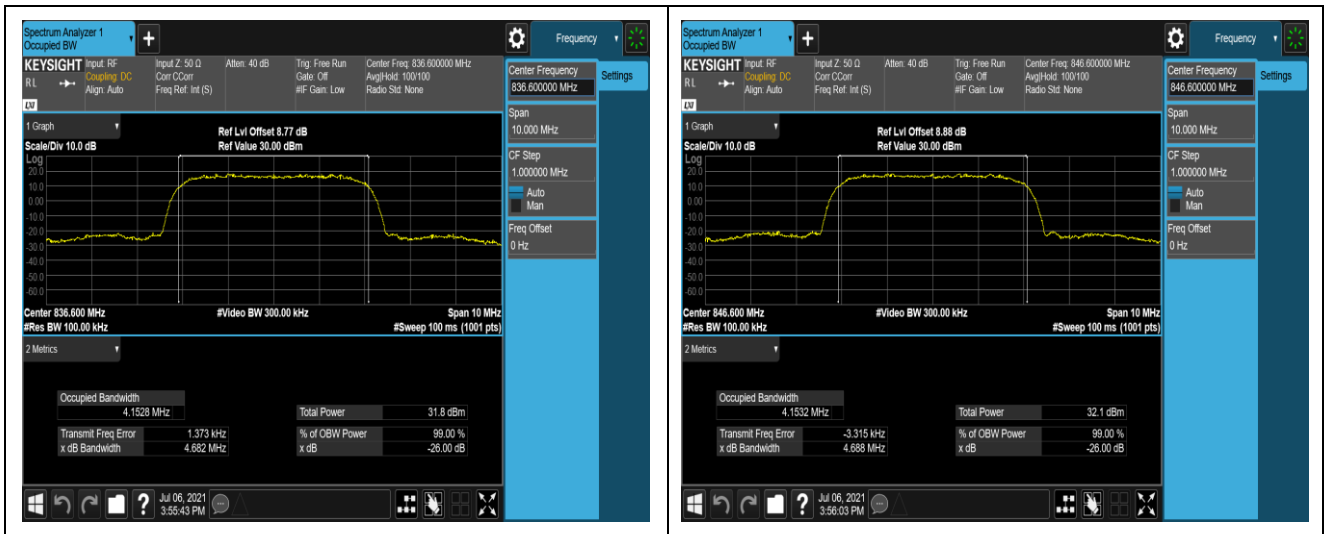 Spectrum Analyzer 1
Occupied BW
Frequency
KEYSIGHT
RL
LXI
Input: RF
Coupling: DC
Align: Auto
Input Z: 50 Ω
Corr CCorr
Freq Ref: Int (S)
Atten: 40 dB
Trig: Free Run
Gate: Off
#IF Gain: Low
Center Freq: 836.600000 MHz
Avg|Hold: 100/100
Radio Std: None
Center Frequency
836.600000 MHz
Settings
Span
10.000 MHz
CF Step
1.000000 MHz
Auto
Man
Freq Offset
0 Hz
1 Graph
Scale/Div 10.0 dB
Ref Lvl Offset 8.77 dB
Ref Value 30.00 dBm
Log
20.0
10.0
0.00
-10.0
-20.0
-30.0
-40.0
-50.0
-60.0
Center 836.600 MHz
#Video BW 300.00 kHz
Span 10 MHz
#Res BW 100.00 kHz
#Sweep 100 ms (1001 pts)
2 Metrics
Occupied Bandwidth
4.1528 MHz
Total Power 31.8 dBm
Transmit Freq Error 1.373 kHz
% of OBW Power 99.00 %
x dB Bandwidth 4.682 MHz
x dB -26.00 dB
?
Jul 06, 2021
3:55:43 PM
Spectrum Analyzer 1
Occupied BW
Frequency
KEYSIGHT
RL
LXI
Input: RF
Coupling: DC
Align: Auto
Input Z: 50 Ω
Corr CCorr
Freq Ref: Int (S)
Atten: 40 dB
Trig: Free Run
Gate: Off
#IF Gain: Low
Center Freq: 846.600000 MHz
Avg|Hold: 100/100
Radio Std: None
Center Frequency
846.600000 MHz
Settings
Span
10.000 MHz
CF Step
1.000000 MHz
Auto
Man
Freq Offset
0 Hz
1 Graph
Scale/Div 10.0 dB
Ref Lvl Offset 8.88 dB
Ref Value 30.00 dBm
Log
20.0
10.0
0.00
-10.0
-20.0
-30.0
-40.0
-50.0
-60.0
Center 846.600 MHz
#Video BW 300.00 kHz
Span 10 MHz
#Res BW 100.00 kHz
#Sweep 100 ms (1001 pts)
2 Metrics
Occupied Bandwidth
4.1532 MHz
Total Power 32.1 dBm
Transmit Freq Error -3.315 kHz
% of OBW Power 99.00 %
x dB Bandwidth 4.688 MHz
x dB -26.00 dB
?
Jul 06, 2021
3:56:03 PM